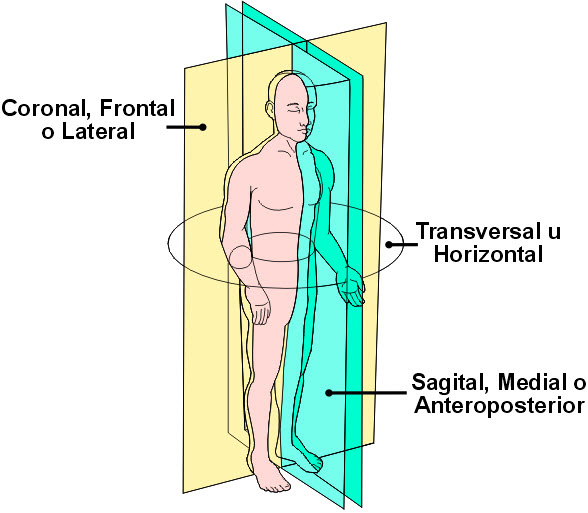 Coronal, Frontal
o Lateral
Transversal u
Horizontal
Sagital, Medial o
Anteroposterior